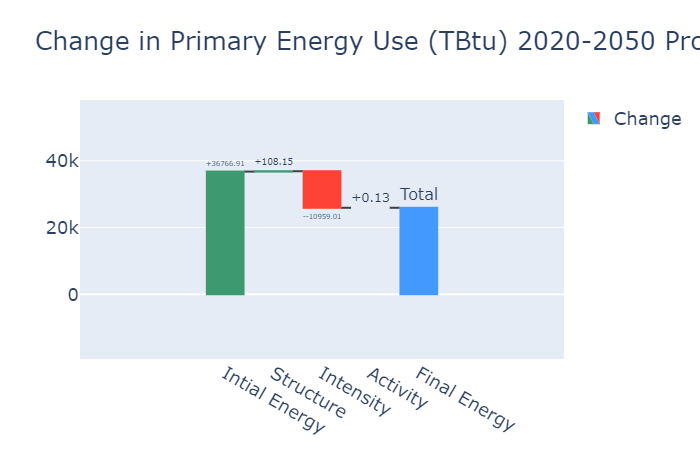 Change in Primary Energy Use (TBtu) 2020-2050 Pro
Change
40k
20k
0
+36766.91
+108.15
--10959.01
+0.13
Total
Intial Energy
Structure
Intensity
Activity
Final Energy